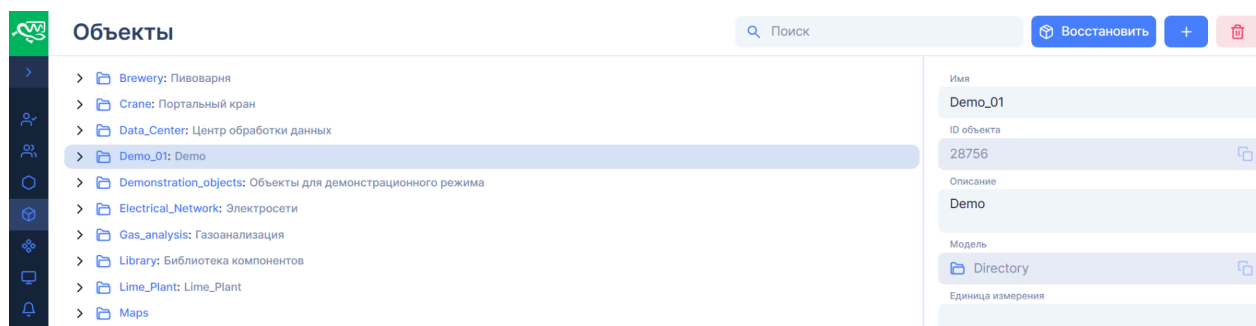 Объекты
Поиск
Восстановить
Brewery: Пивоварня
Crane: Портальный кран
Data_Center: Центр обработки данных
Demo_01: Demo
Demonstration_objects: Объекты для демонстрационного режима
Electrical_Network: Электросети
Gas_analysis: Газоанализация
Library: Библиотека компонентов
Lime_Plant: Lime_Plant
Maps
Имя
Demo_01
ID объекта
28756
Описание
Demo
Модель
Directory
Единица измерения